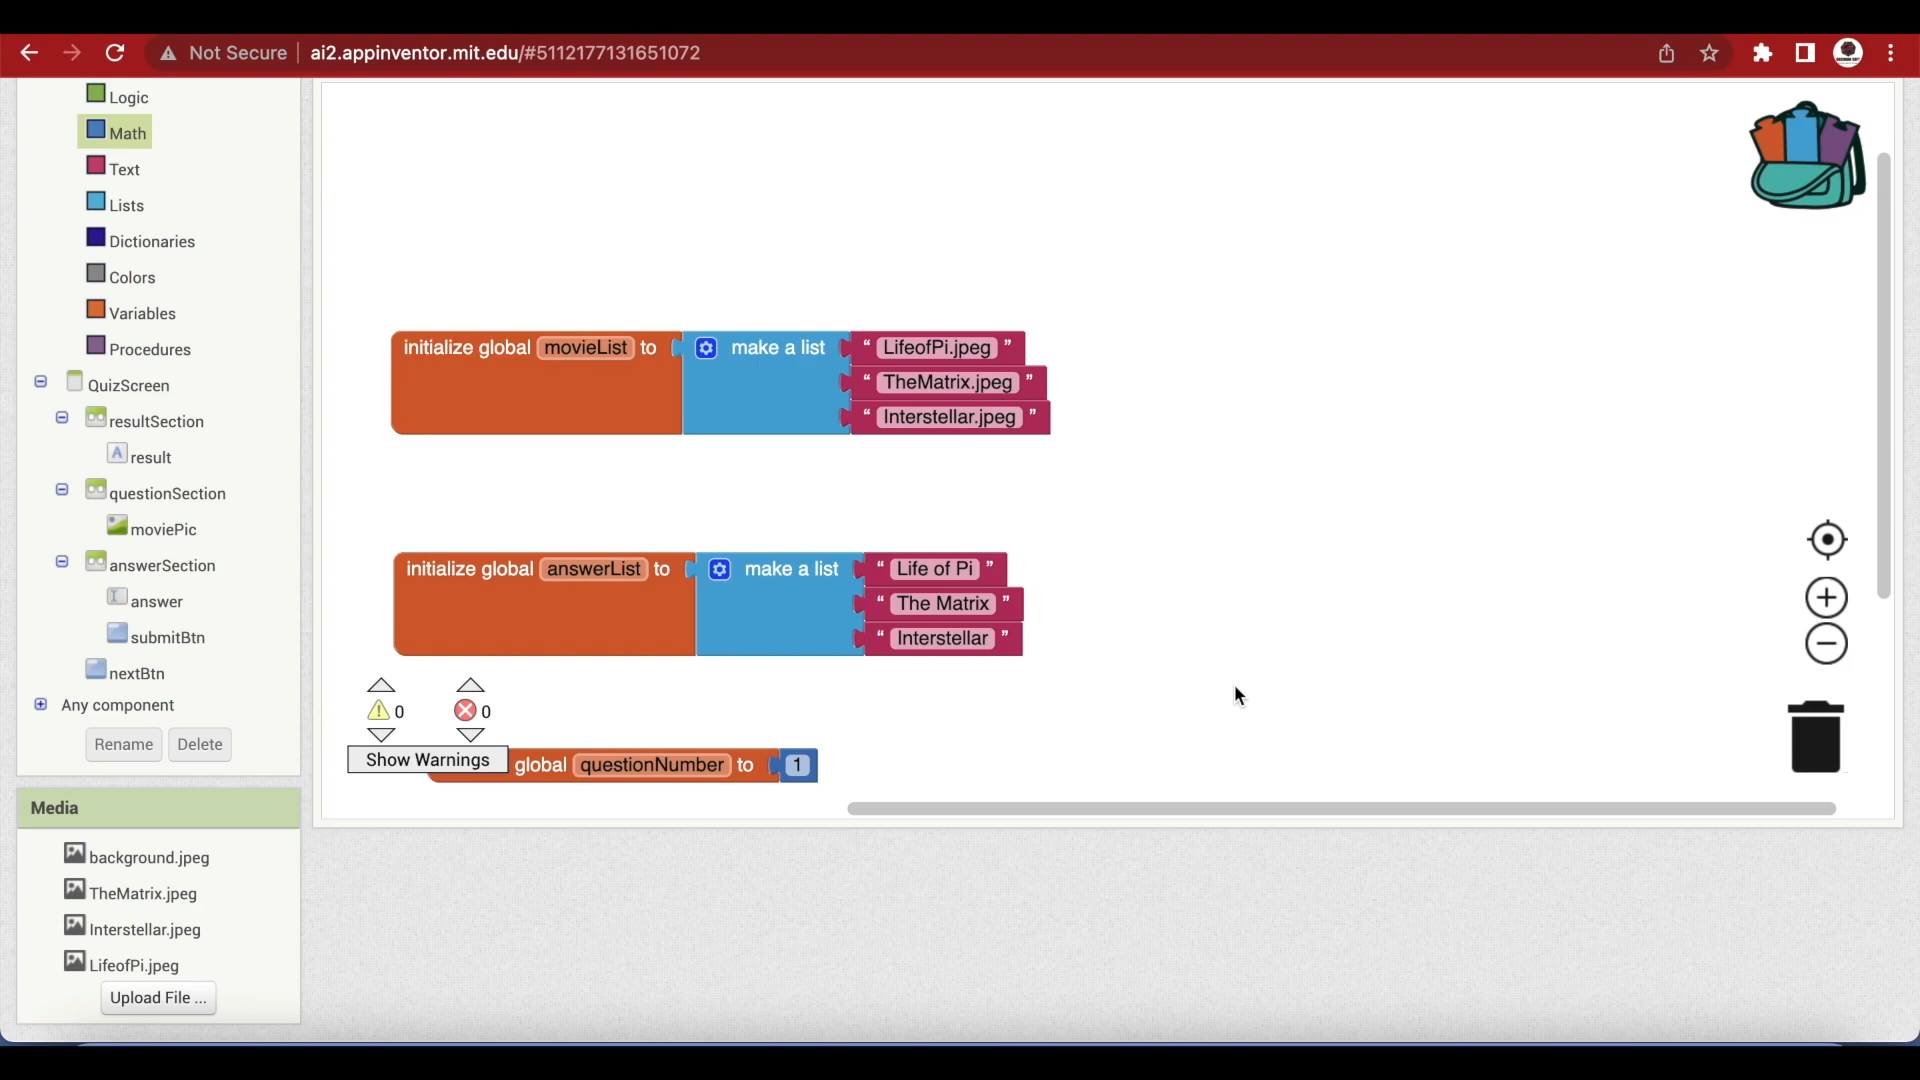 Not Secure | ai2.appinventor.mit.edu/#5112177131651072
Logic
Math
Text
Lists
Dictionaries
Colors
Variables
Procedures
QuizScreen
resultSection
A result
questionSection
moviePic
answerSection
answer
submitBtn
nextBtn
Any component
Rename Delete
Media
background.jpeg
TheMatrix.jpeg
Interstellar.jpeg
LifeofPi.jpeg
Upload File ...
initialize global movieList to make a list “ LifeofPi.jpeg ”
“ TheMatrix.jpeg ”
“ Interstellar.jpeg ”
initialize global answerList to make a list “ Life of Pi ”
“ The Matrix ”
“ Interstellar ”
0 0
Show Warnings
global questionNumber to 1